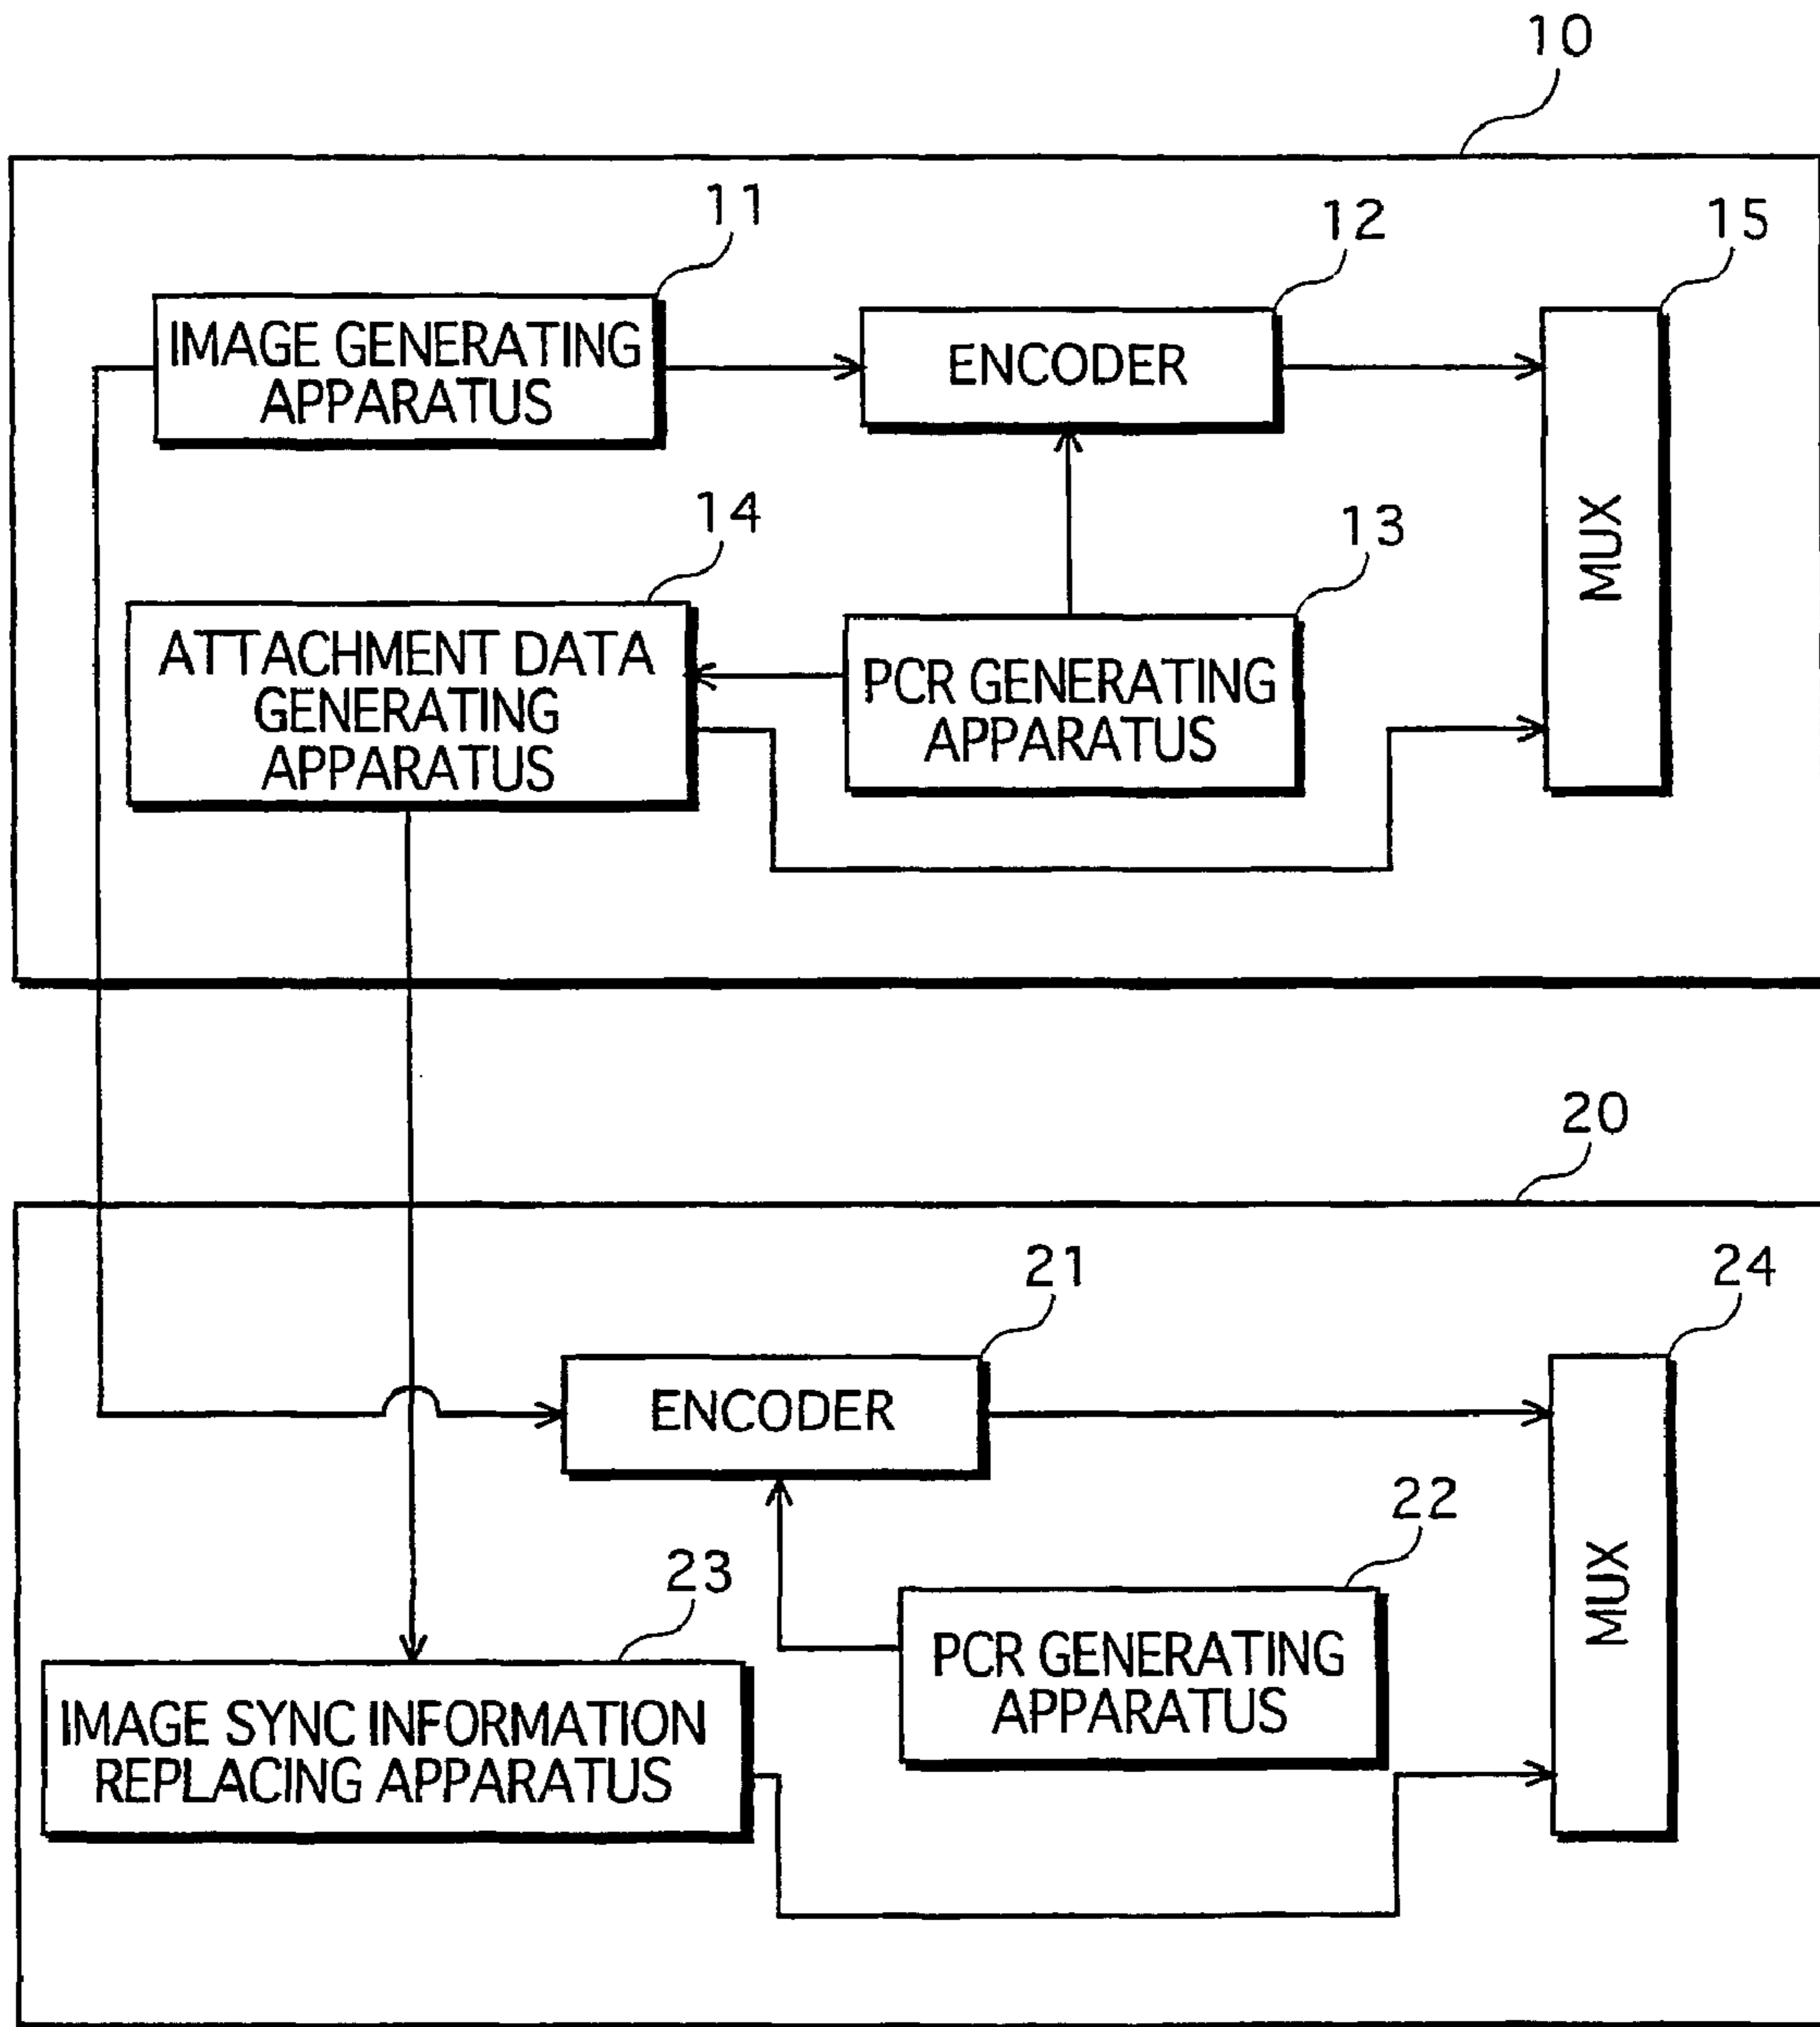 10
11
12
15
IMAGE GENERATING
APPARATUS
ENCODER
MUX
14
13
ATTACHMENT DATA
GENERATING
APPARATUS
PCR GENERATING
APPARATUS
20
21
24
ENCODER
MUX
22
23
PCR GENERATING
APPARATUS
IMAGE SYNC INFORMATION
REPLACING APPARATUS